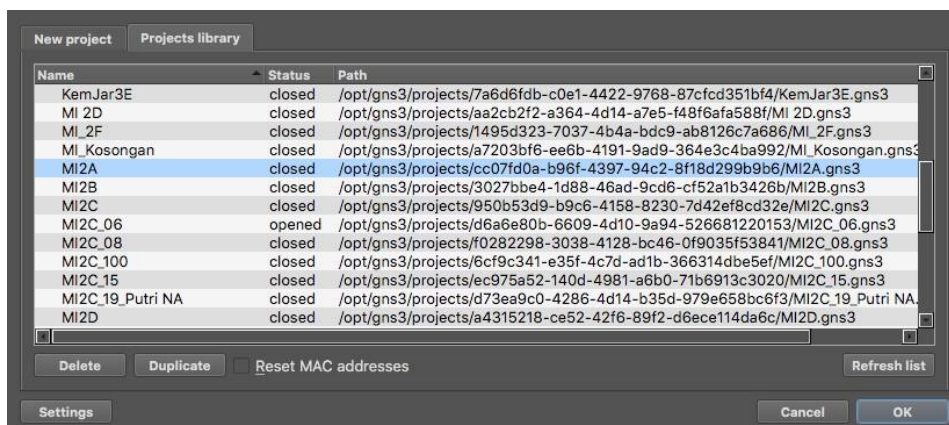 New project Projects library
Name Status Path
KemJar3E closed /opt/gns3/projects/7a6d6fdb-c0e1-4422-9768-87cfcd351bf4/KemJar3E.gns3
MI 2D closed /opt/gns3/projects/aa2cb2f2-a364-4d14-a7e5-f48f6afa588f/MI 2D.gns3
MI_2F closed /opt/gns3/projects/1495d323-7037-4b4a-bdc9-ab8126c7a686/MI_2F.gns3
MI_Kosongan closed /opt/gns3/projects/a7203bf6-ee6b-4191-9ad9-364e3c4ba992/MI_Kosongan.gns3
MI2A closed /opt/gns3/projects/cc07fd0a-b96f-4397-94c2-8f18d299b9b6/MI2A.gns3
MI2B closed /opt/gns3/projects/3027bbe4-1d88-46ad-9cd6-cf52a1b3426b/MI2B.gns3
MI2C closed /opt/gns3/projects/950b53d9-b9c6-4158-8230-7d42ef8cd32e/MI2C.gns3
MI2C_06 opened /opt/gns3/projects/d6a6e80b-6609-4d10-9a94-526681220153/MI2C_06.gns3
MI2C_08 closed /opt/gns3/projects/f0282298-3038-4128-bc46-0f9035f53841/MI2C_08.gns3
MI2C_100 closed /opt/gns3/projects/6cf9c341-e35f-4c7d-ad1b-366314dbe5ef/MI2C_100.gns3
MI2C_15 closed /opt/gns3/projects/ec975a52-140d-4981-a6b0-71b6913c3020/MI2C_15.gns3
MI2C_19_Putri NA closed /opt/gns3/projects/d73ea9c0-4286-4d14-b35d-979e658bc6f3/MI2C_19_Putri NA.
MI2D closed /opt/gns3/projects/a4315218-ce52-42f6-89f2-d6ece114da6c/MI2D.gns3
Delete Duplicate Reset MAC addresses Refresh list
Settings Cancel OK